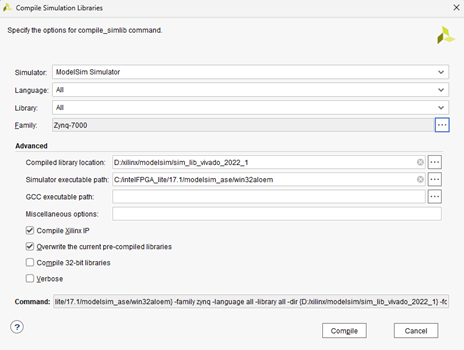 Compile Simulation Libraries
Specify the options for compile_simlib command.
Simulator: ModelSim Simulator
Language: All
Library: All
Family: Zynq-7000
Advanced
Compiled library location: D:/xilinx/modelsim/sim_lib_vivado_2022_1
Simulator executable path: C:/intelFPGA_lite/17.1/modelsim_ase/win32aloem
GCC executable path:
Miscellaneous options:
Compile Xilinx IP
Overwrite the current pre-compiled libraries
Compile 32-bit libraries
Verbose
Command: lite/17.1/modelsim_ase/win32aloem} -family zynq -language all -library all -dir {D:/xilinx/modelsim/sim_lib_vivado_2022_1} -fo
? Compile Cancel